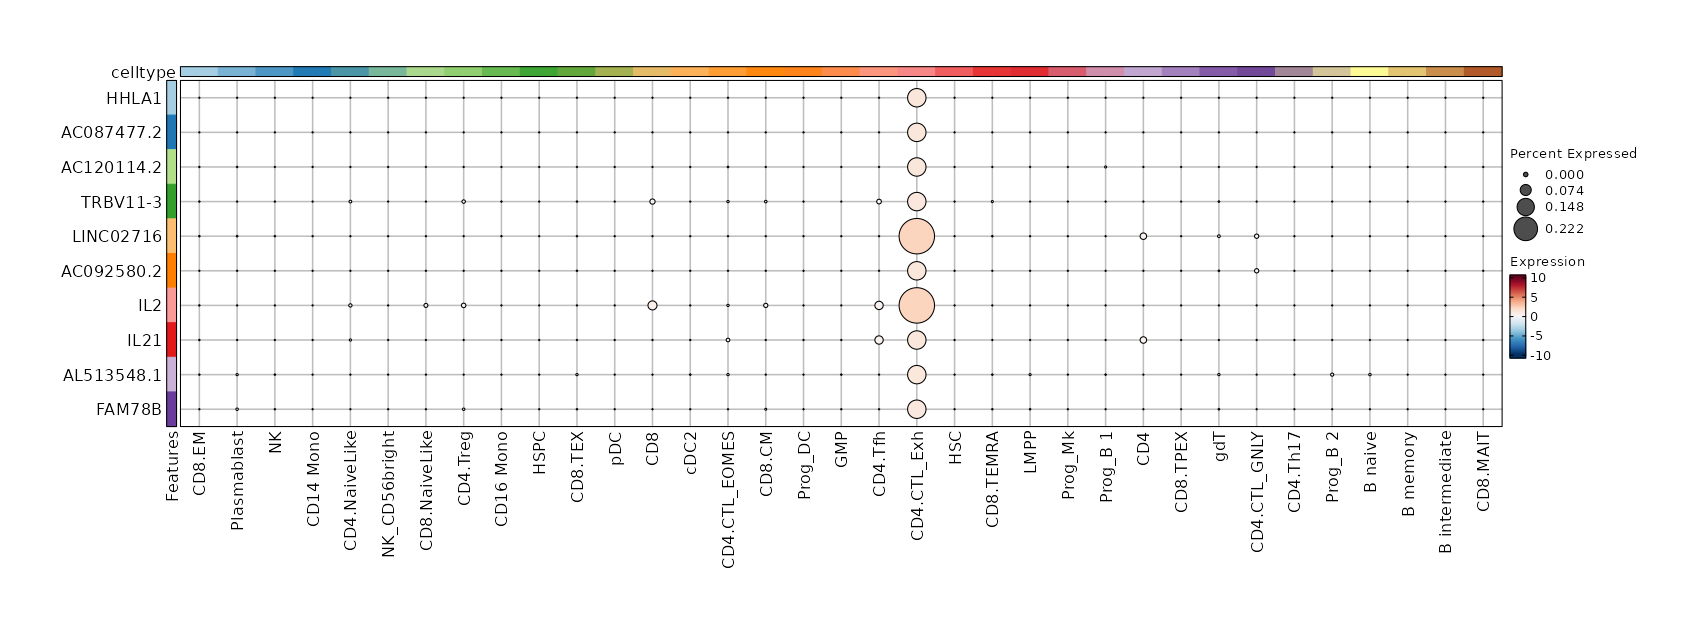 celltype
HHLA1
AC087477.2
AC120114.2
TRBV11-3
LINC02716
AC092580.2
IL2
IL21
AL513548.1
FAM78B
Features
CD8.EM
Plasmablast
NK
CD14 Mono
CD4.NaiveLike
NK_CD56bright
CD8.NaiveLike
CD4.Treg
CD16 Mono
HSPC
CD8.TEX
pDC
CD8
cDC2
CD4.CTL_EOMES
CD8.CM
Prog_DC
GMP
CD4.Tfh
CD4.CTL_Exh
HSC
CD8.TEMRA
LMPP
Prog_Mk
Prog_B 1
CD4
CD8.TPEX
gdT
CD4.CTL_GNLY
CD4.Th17
Prog_B 2
B naive
B memory
B intermediate
CD8.MAIT
Percent Expressed
0.000
0.074
0.148
0.222
Expression
10
5
0
-5
-10